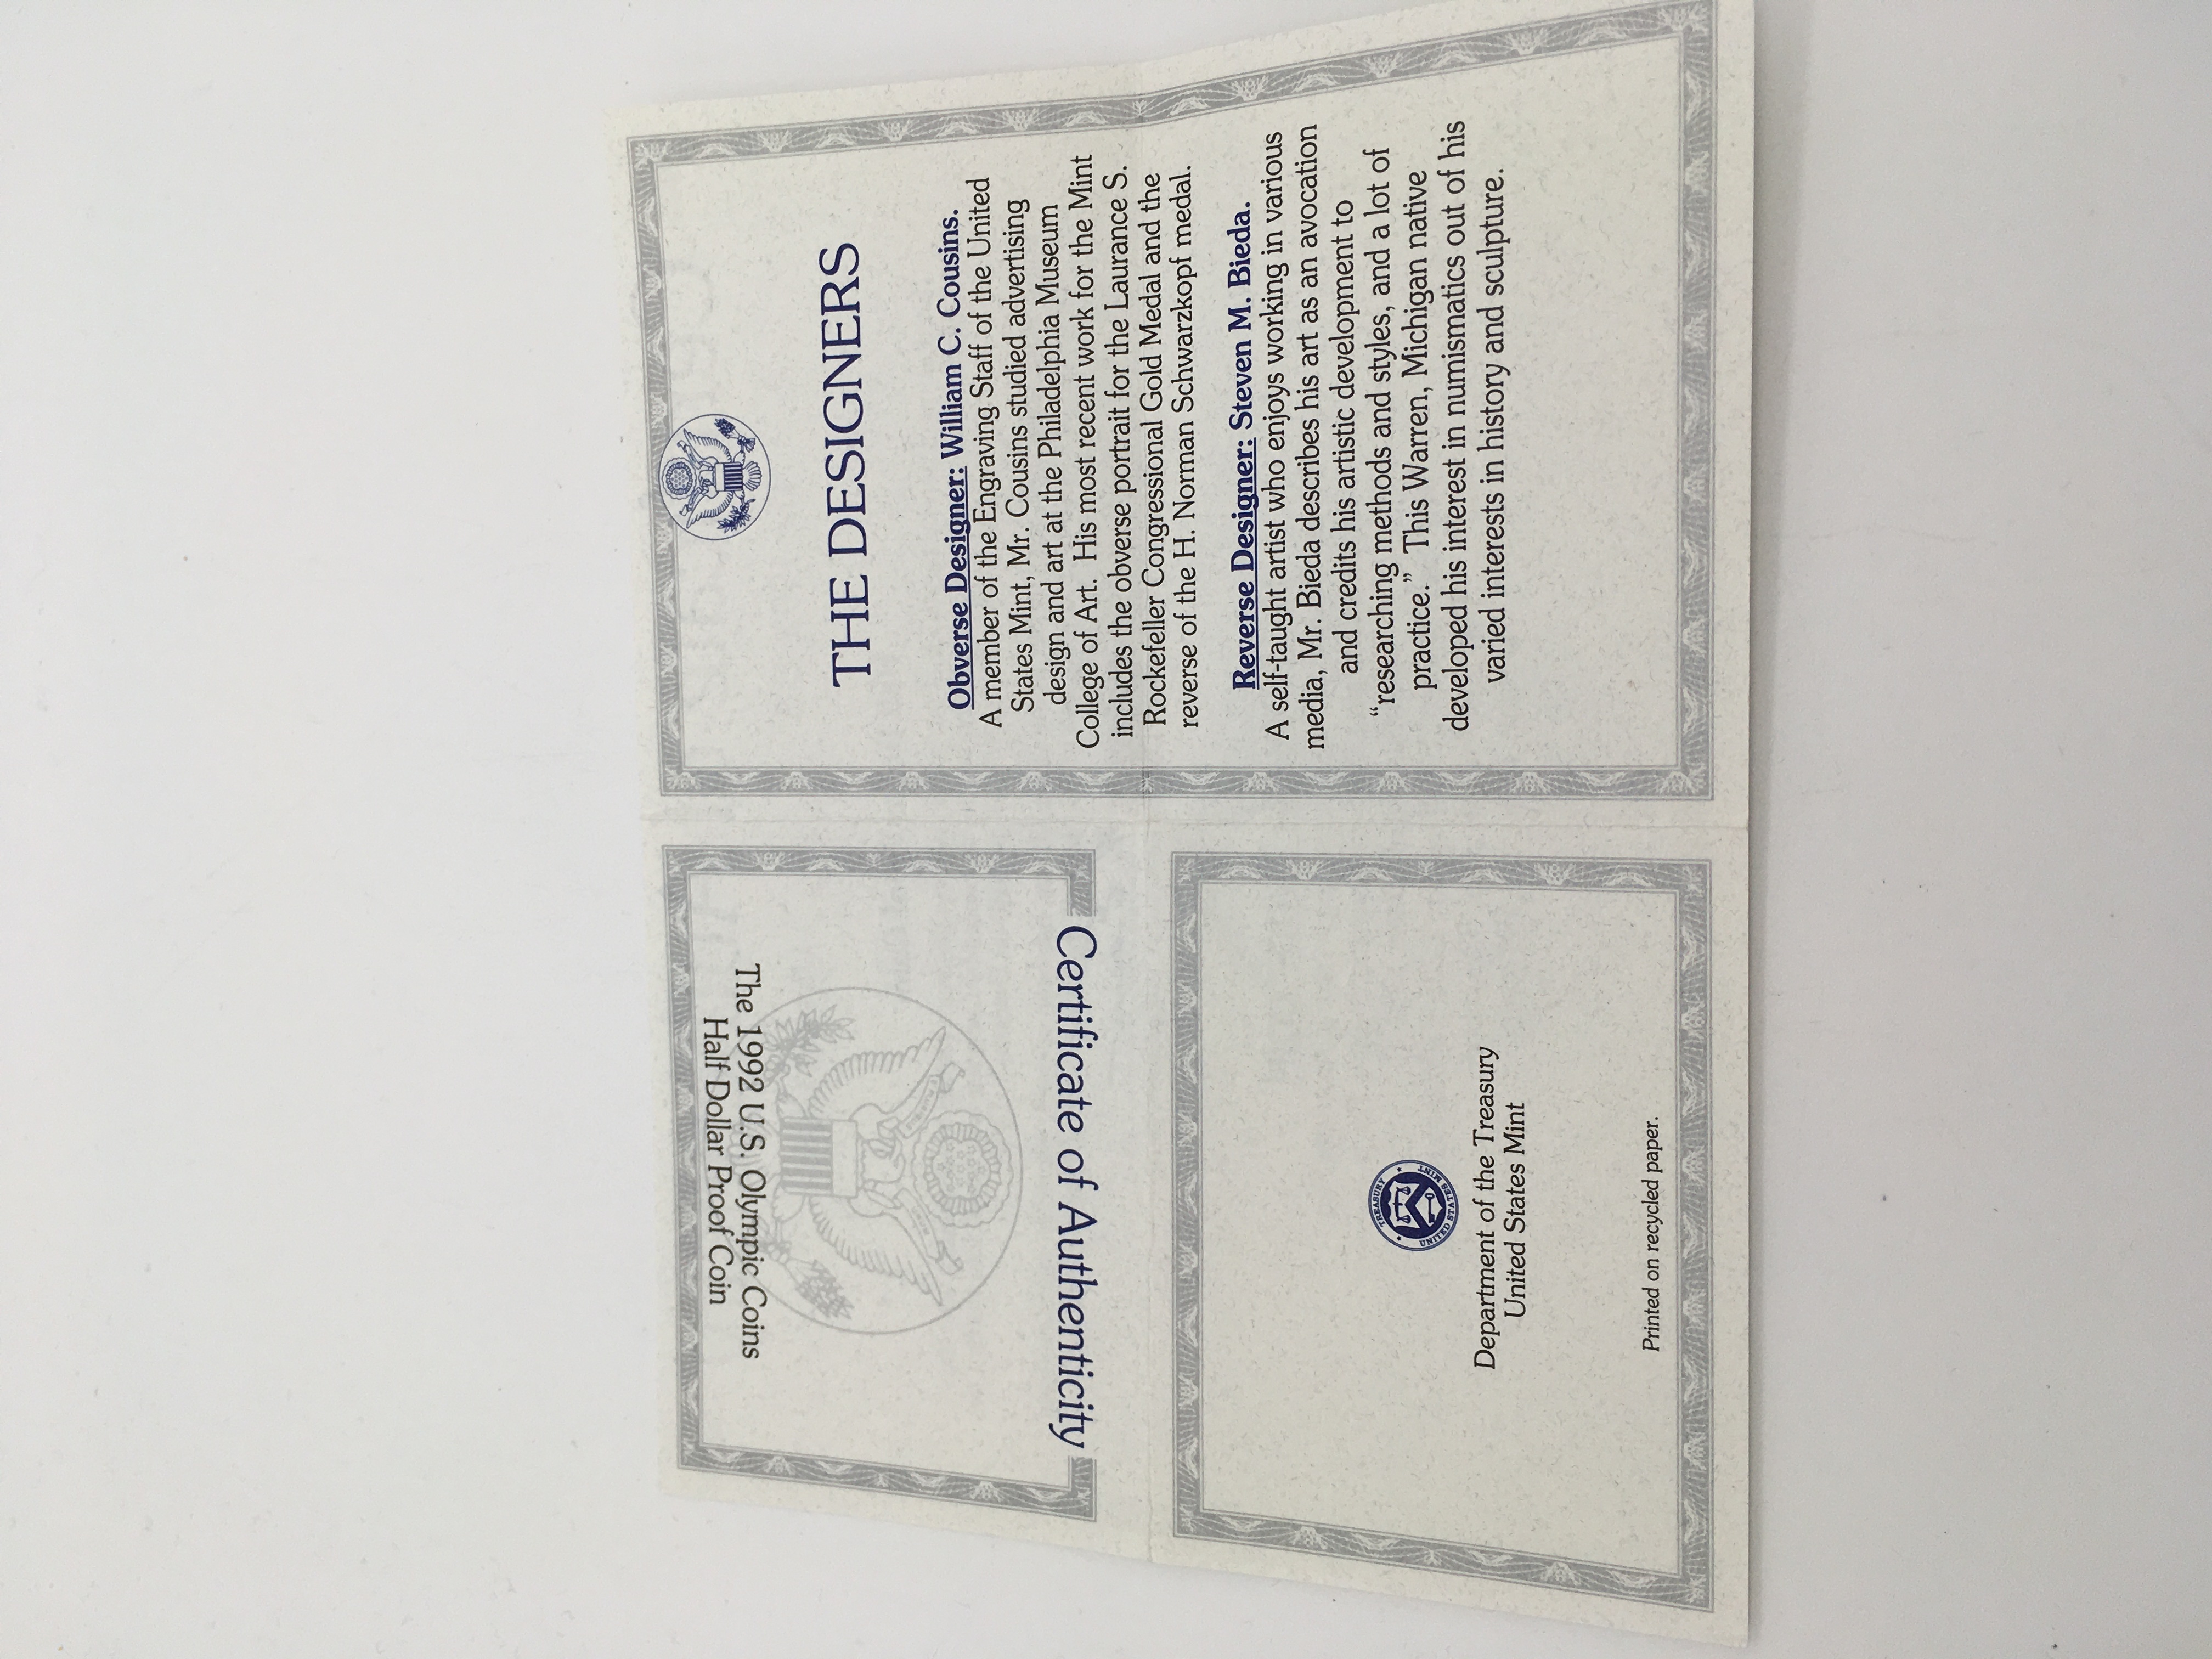 THE DESIGNERS
Obverse Designer: William C. Cousins.
A member of the Engraving Staff of the United
States Mint, Mr. Cousins studied advertising
design and art at the Philadelphia Museum
College of Art. His most recent work for the Mint
includes the obverse portrait for the Laurance S.
Rockefeller Congressional Gold Medal and the
reverse of the H. Norman Schwarzkopf medal.
Reverse Designer: Steven M. Bieda.
A self-taught artist who enjoys working in various
media, Mr. Bieda describes his art as an avocation
and credits his artistic development to
“researching methods and styles, and a lot of
practice.” This Warren, Michigan native
developed his interest in numismatics out of his
varied interests in history and sculpture.
Certificate of Authenticity
The 1992 U.S. Olympic Coins
Half Dollar Proof Coin
TREASURY
UNITED STATES MINT
Department of the Treasury
United States Mint
Printed on recycled paper.